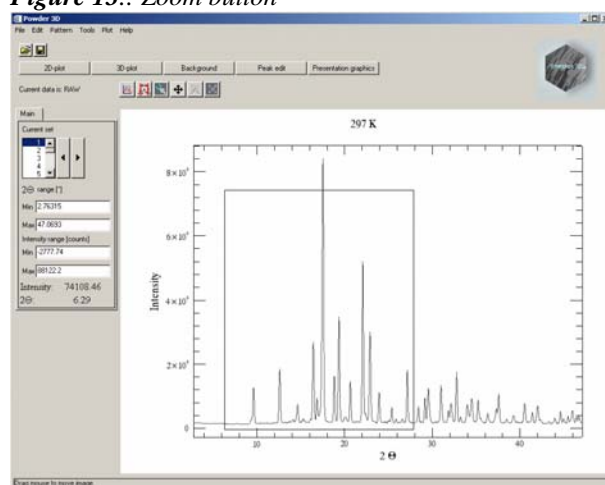 Figure 13.: Zoom button
Powder 3D
File Edit Pattern Tools Plot Help
2D-plot 3D-plot Background Peak edit Presentation graphics
Current data is: RAW
Main
Current set
1
2
3
4
5
2Θ range [°]
Min 2.76315
Max 47.0693
Intensity range [counts]
Min -2777.74
Max 88122.2
Intensity: 74108.46
2Θ: 6.29
297 K
8×10⁴
6×10⁴
4×10⁴
2×10⁴
0
Intensity
10 20 30 40
2 Θ
Drag mouse to move image